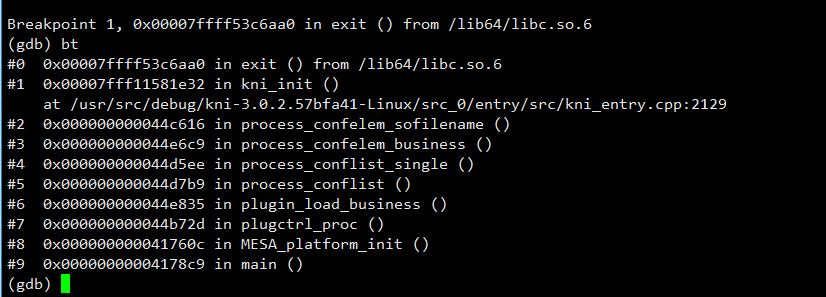 Breakpoint 1, 0x00007ffff53c6aa0 in exit () from /lib64/libc.so.6
(gdb) bt
#0  0x00007ffff53c6aa0 in exit () from /lib64/libc.so.6
#1  0x00007fff11581e32 in kni_init ()
    at /usr/src/debug/kni-3.0.2.57bfa41-Linux/src_0/entry/src/kni_entry.cpp:2129
#2  0x000000000044c616 in process_confelem_sofilename ()
#3  0x000000000044e6c9 in process_confelem_business ()
#4  0x000000000044d5ee in process_conflist_single ()
#5  0x000000000044d7b9 in process_conflist ()
#6  0x000000000044e835 in plugin_load_business ()
#7  0x000000000044b72d in plugctrl_proc ()
#8  0x000000000041760c in MESA_platform_init ()
#9  0x00000000004178c9 in main ()
(gdb)